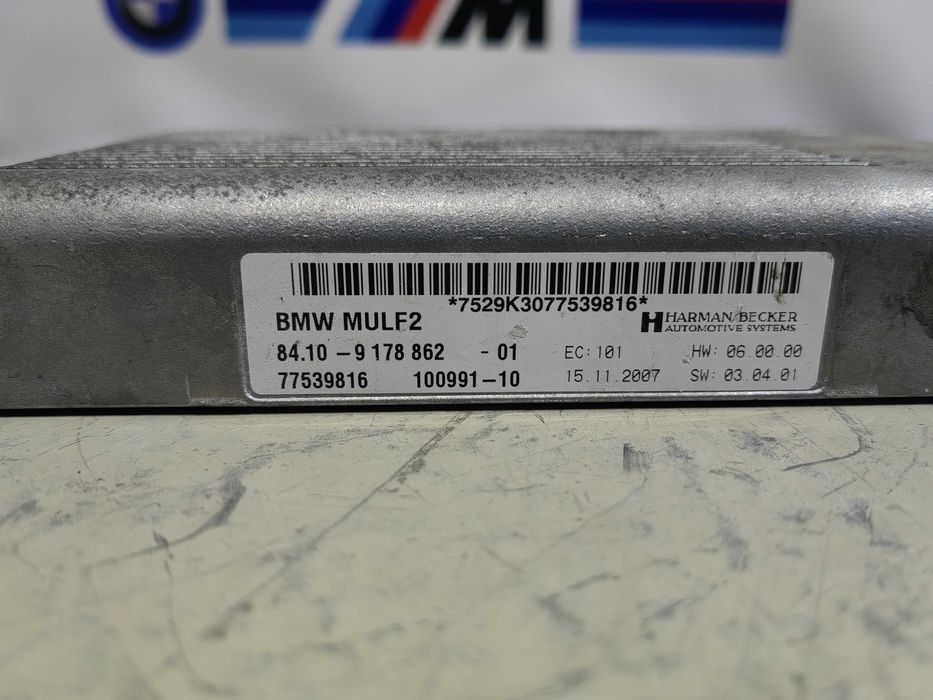 M
*7529K3077539816*
BMW MULF2
HARMAN/BECKER
AUTOMOTIVE SYSTEMS
84.10 - 9 178 862 - 01 EC: 101 HW: 06.00.00
77539816 100991-10 15.11.2007 SW: 03.04.01